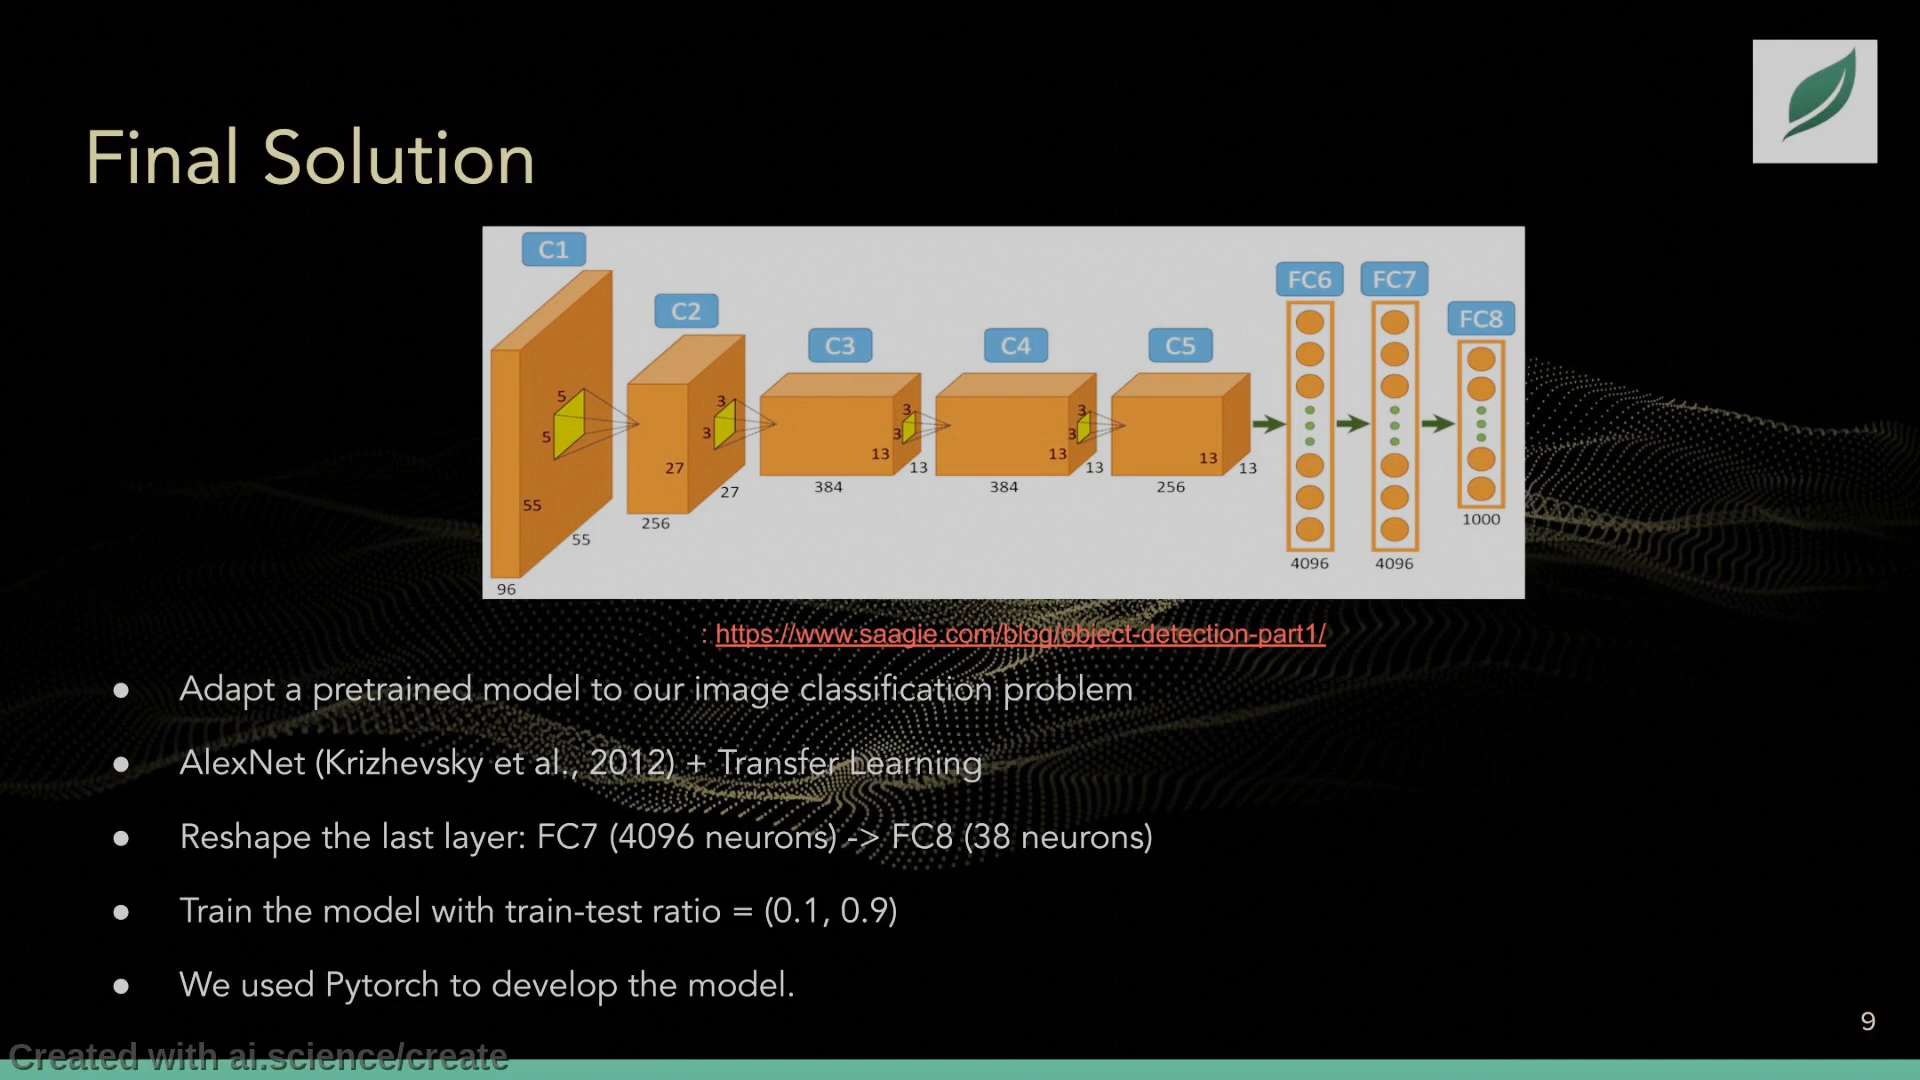 Final Solution
C1
C2
C3
C4
C5
FC6
FC7
FC8
5
5
3
3
3
3
3
3
55
55
96
27
27
256
13
13
384
13
13
384
13
13
256
4096
4096
1000
: https://www.saagie.com/blog/object-detection-part1/
● Adapt a pretrained model to our image classification problem
● AlexNet (Krizhevsky et al., 2012) + Transfer Learning
● Reshape the last layer: FC7 (4096 neurons) -> FC8 (38 neurons)
● Train the model with train-test ratio = (0.1, 0.9)
● We used Pytorch to develop the model.
9
Created with ai.science/create